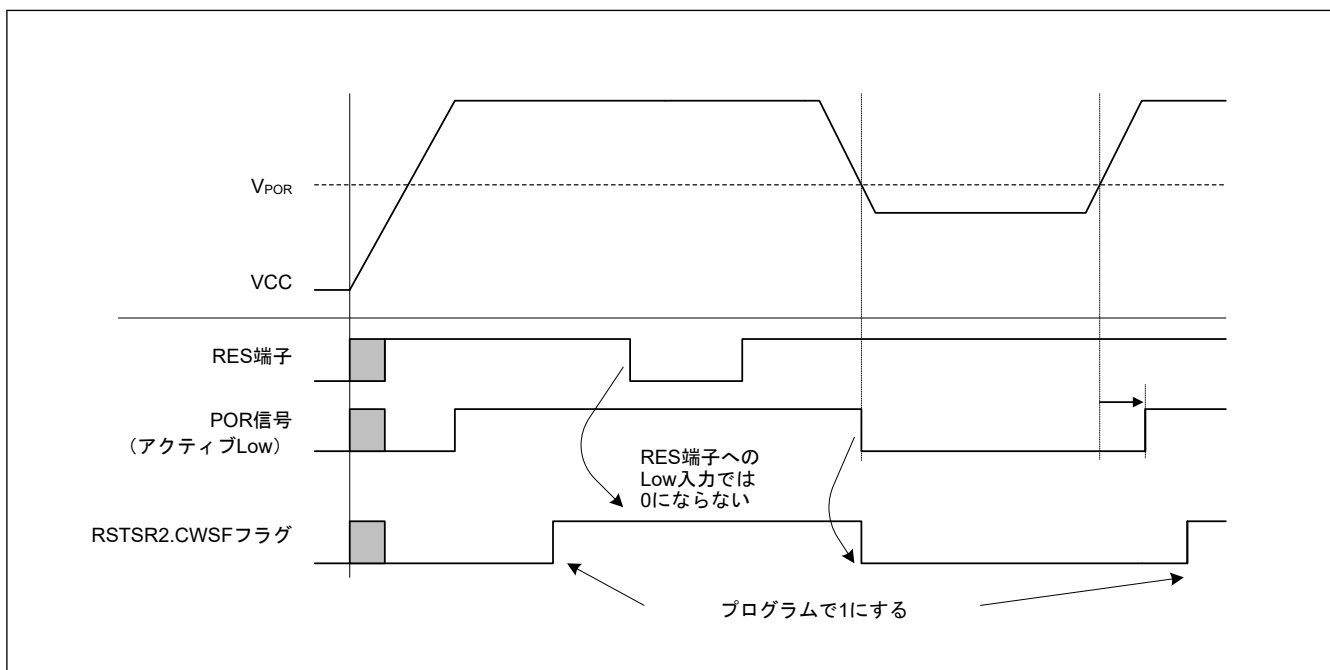 VPOR
VCC
RES端子
POR信号
（アクティブLow）
RES端子への
Low入力では
0にならない
RSTSR2.CWSFフラグ
プログラムで1にする